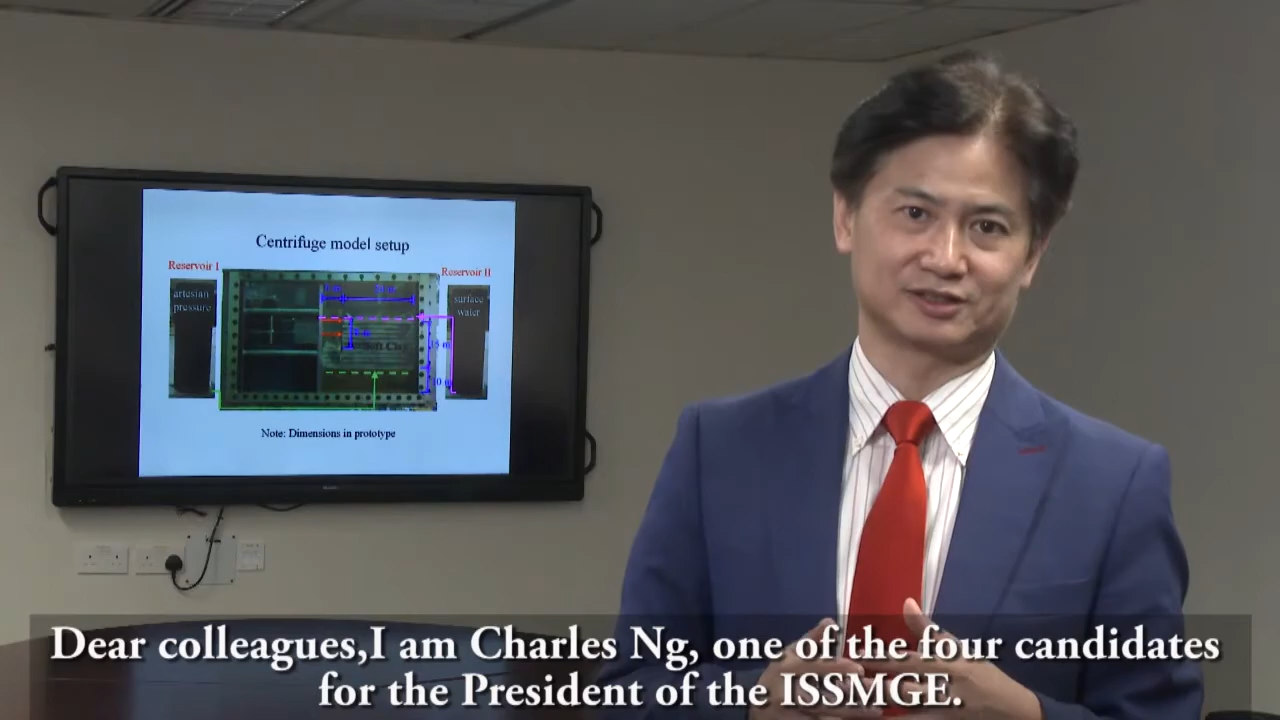 Centrifuge model setup
Reservoir I
Reservoir II
artesian
pressure
surface
water
Note: Dimensions in prototype
Dear colleagues,I am Charles Ng, one of the four candidates
for the President of the ISSMGE.